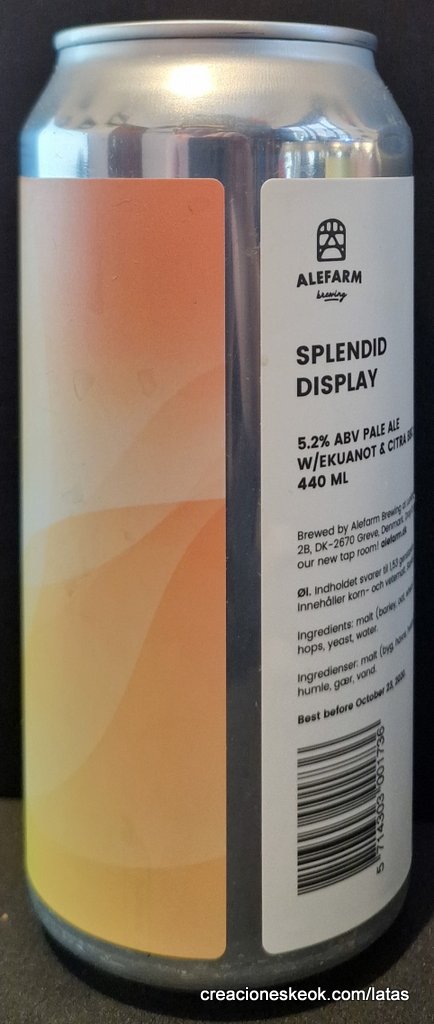 ALEFARM
brewing
SPLENDID
DISPLAY
5.2% ABV PALE ALE
W/EKUANOT & CITRA
440 ML
Brewed by Alefarm Brewing
2B, DK-2670 Greve, Denmark.
our new tap room! alefarm.dk
Øl. Indholdet svarer til 1,53
Innehåller korn- och
Ingredients: malt (barley,
hops, yeast, water.
Ingredienser: malt (byg,
humle, gær, vand.
Best before October 23, 2020
5 714303 001736
creacioneskeok.com/latas